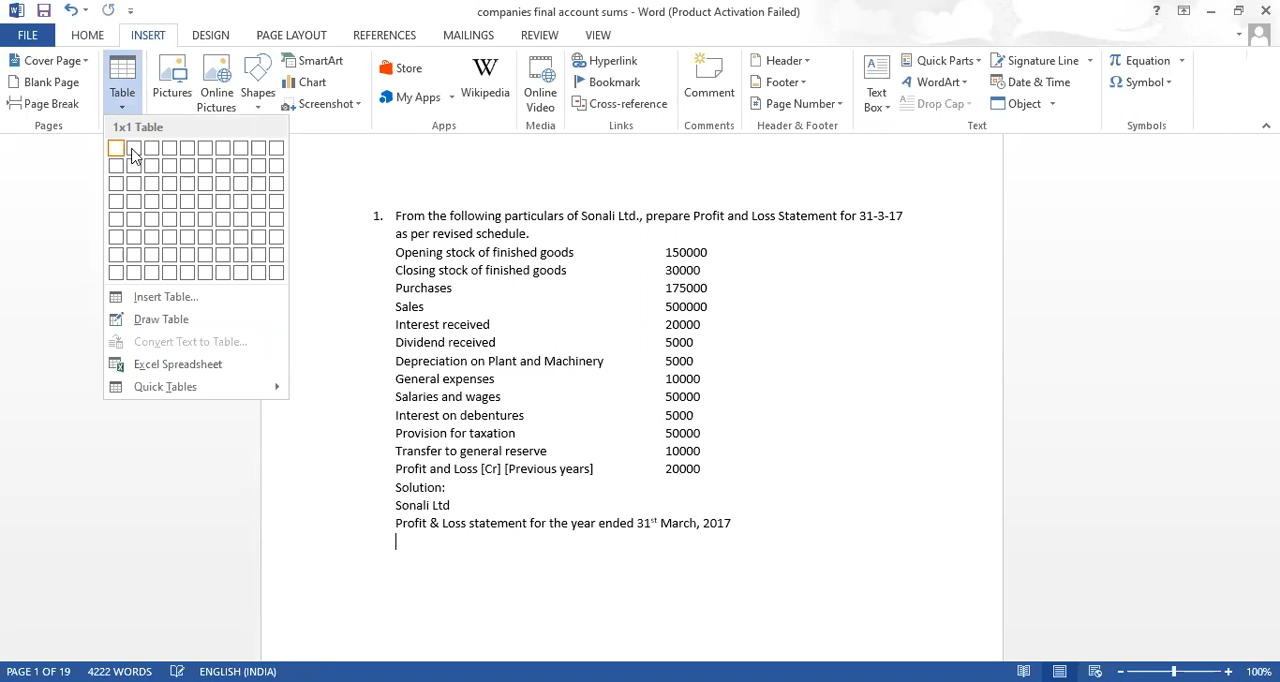 companies final account sums - Word (Product Activation Failed)
FILE HOME INSERT DESIGN PAGE LAYOUT REFERENCES MAILINGS REVIEW VIEW
Cover Page
Blank Page
Page Break
Pages
Table
Pictures
Online Pictures
Shapes
SmartArt
Chart
Screenshot
Store
My Apps
Wikipedia
Apps
Online Video
Media
Hyperlink
Bookmark
Cross-reference
Links
Comment
Comments
Header
Footer
Page Number
Header & Footer
Text Box
Quick Parts
WordArt
Drop Cap
Signature Line
Date & Time
Object
Text
Equation
Symbol
Symbols
1x1 Table
Insert Table...
Draw Table
Convert Text to Table...
Excel Spreadsheet
Quick Tables
1. From the following particulars of Sonali Ltd., prepare Profit and Loss Statement for 31-3-17
as per revised schedule.
Opening stock of finished goods 150000
Closing stock of finished goods 30000
Purchases 175000
Sales 500000
Interest received 20000
Dividend received 5000
Depreciation on Plant and Machinery 5000
General expenses 10000
Salaries and wages 50000
Interest on debentures 5000
Provision for taxation 50000
Transfer to general reserve 10000
Profit and Loss [Cr] [Previous years] 20000
Solution:
Sonali Ltd
Profit & Loss statement for the year ended 31st March, 2017
PAGE 1 OF 19 4222 WORDS ENGLISH (INDIA) 100%